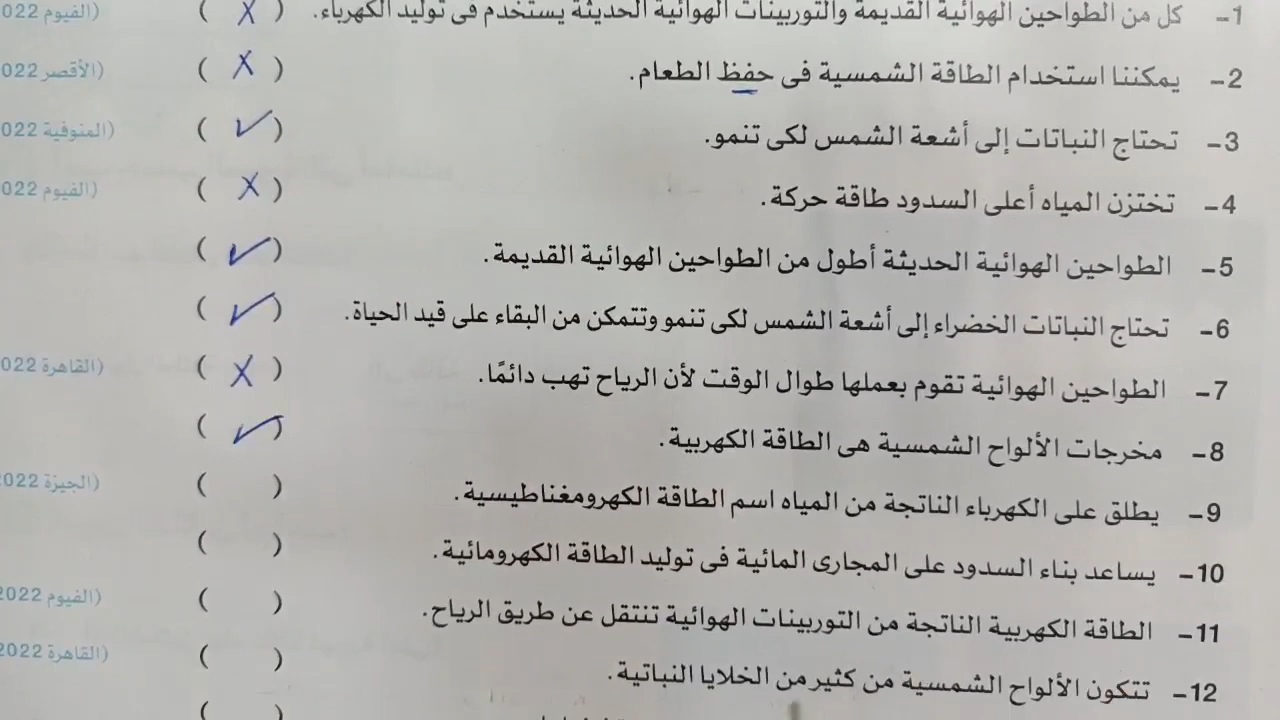 1- كل من الطواحين الهوائية القديمة والتوربينات الهوائية الحديثة يستخدم فى توليد الكهرباء. ( X ) (الفيوم 022
2- يمكننا استخدام الطاقة الشمسية فى حفظ الطعام. ( X ) (الأقصر 022
3- تحتاج النباتات إلى أشعة الشمس لكى تنمو. ( ✓ ) (المنوفية 022
4- تختزن المياه أعلى السدود طاقة حركة. ( X ) (الفيوم 022
5- الطواحين الهوائية الحديثة أطول من الطواحين الهوائية القديمة. ( ✓ )
6- تحتاج النباتات الخضراء إلى أشعة الشمس لكى تنمو وتتمكن من البقاء على قيد الحياة. ( ✓ )
7- الطواحين الهوائية تقوم بعملها طوال الوقت لأن الرياح تهب دائمًا. ( X ) (القاهرة 022
8- مخرجات الألواح الشمسية هى الطاقة الكهربية. ( ✓ )
9- يطلق على الكهرباء الناتجة من المياه اسم الطاقة الكهرومغناطيسية. ( ) (الجيزة 2022
10- يساعد بناء السدود على المجارى المائية فى توليد الطاقة الكهرومائية. ( )
11- الطاقة الكهربية الناتجة من التوربينات الهوائية تنتقل عن طريق الرياح. ( ) (الفيوم 2022
12- تتكون الألواح الشمسية من كثير من الخلايا النباتية. ( ) (القاهرة 2022